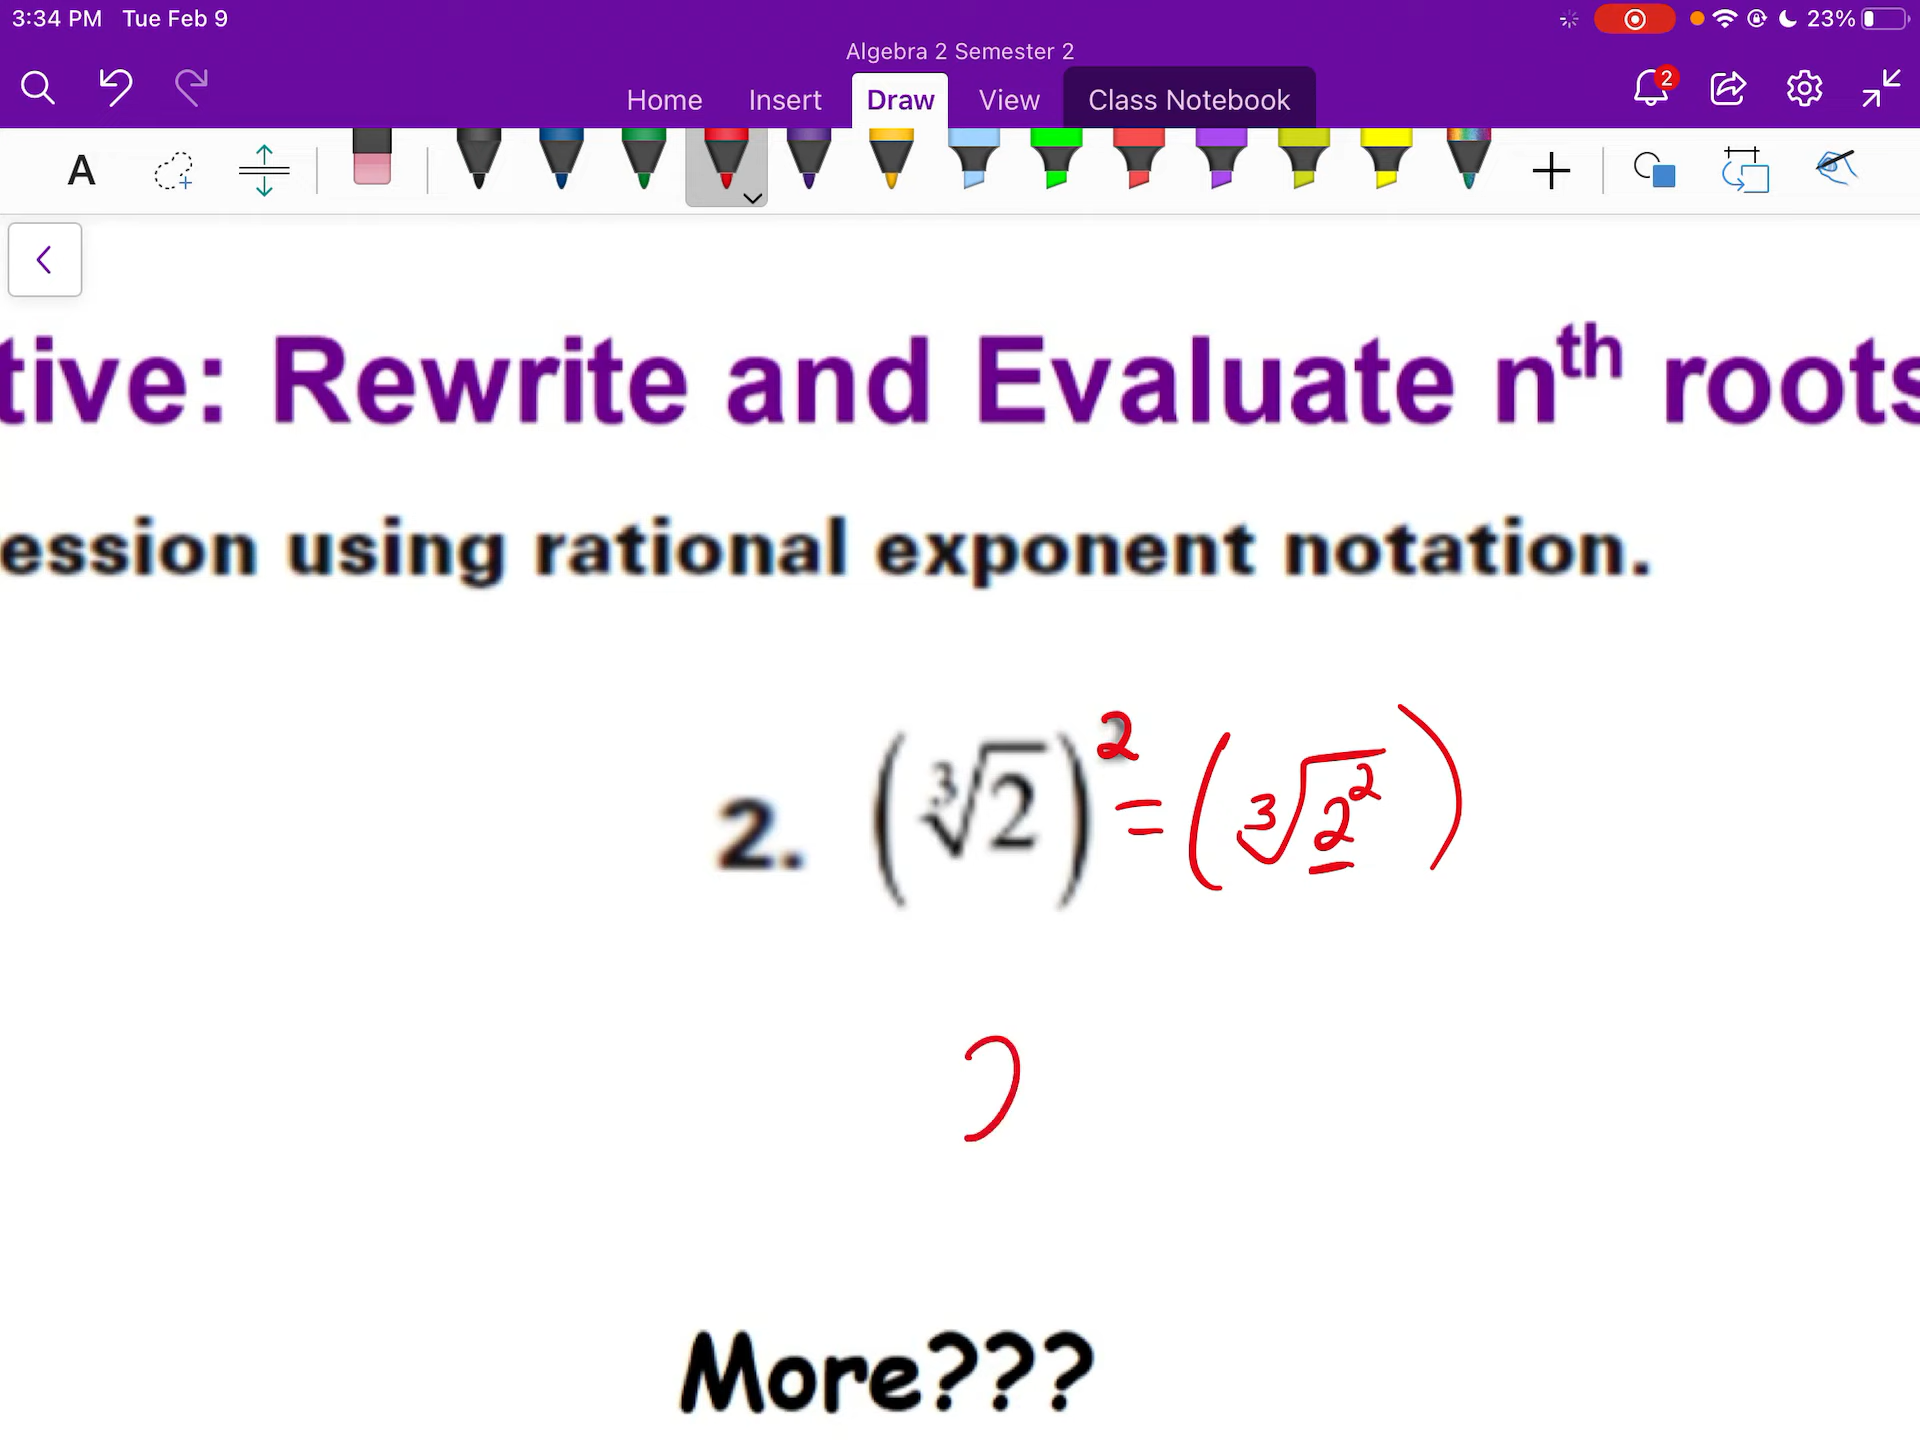 3:34 PM Tue Feb 9
23%
Algebra 2 Semester 2
Home Insert Draw View Class Notebook
2
A
tive: Rewrite and Evaluate nᵗʰ roots
ession using rational exponent notation.
2. (∛2)² = (∛2²)
More???